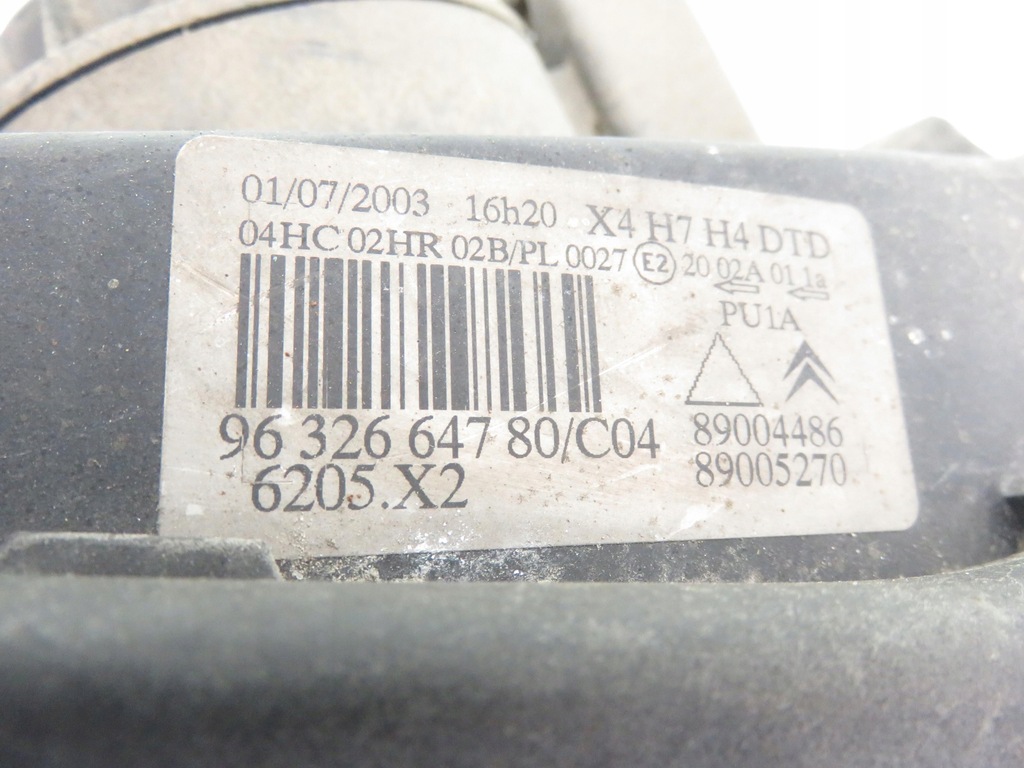 01/07/2003 16h20 X4 H7 H4 DTD
04HC 02HR 02B/PL 0027 E2 20 02A 01 1a
PU1A
96 326 647 80/C04
6205.X2
89004486
89005270